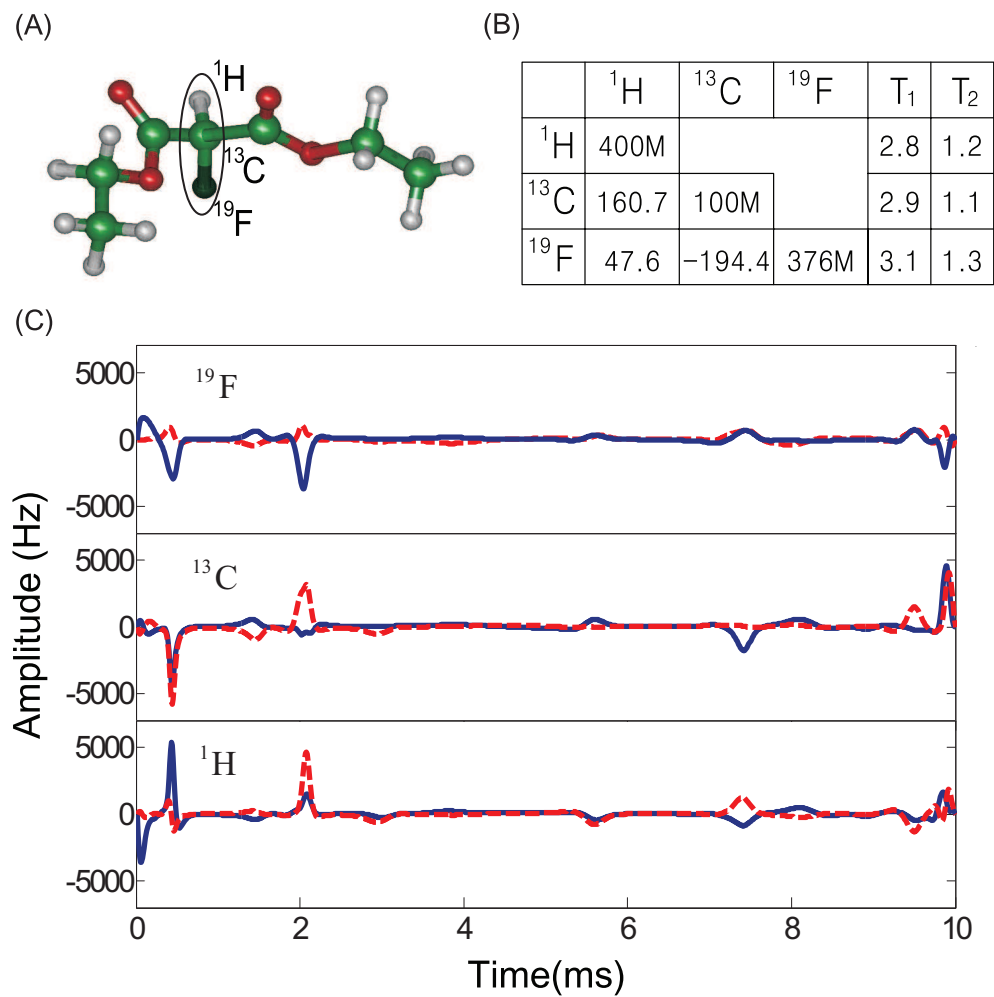 (A)
(B)
¹H
¹³C
¹⁹F
¹H ¹³C ¹⁹F T₁ T₂
¹H 400M 2.8 1.2
¹³C 160.7 100M 2.9 1.1
¹⁹F 47.6 −194.4 376M 3.1 1.3
(C)
Amplitude (Hz)
¹⁹F
5000
0
-5000
¹³C
5000
0
-5000
¹H
5000
0
-5000
0 2 4 6 8 10
Time(ms)